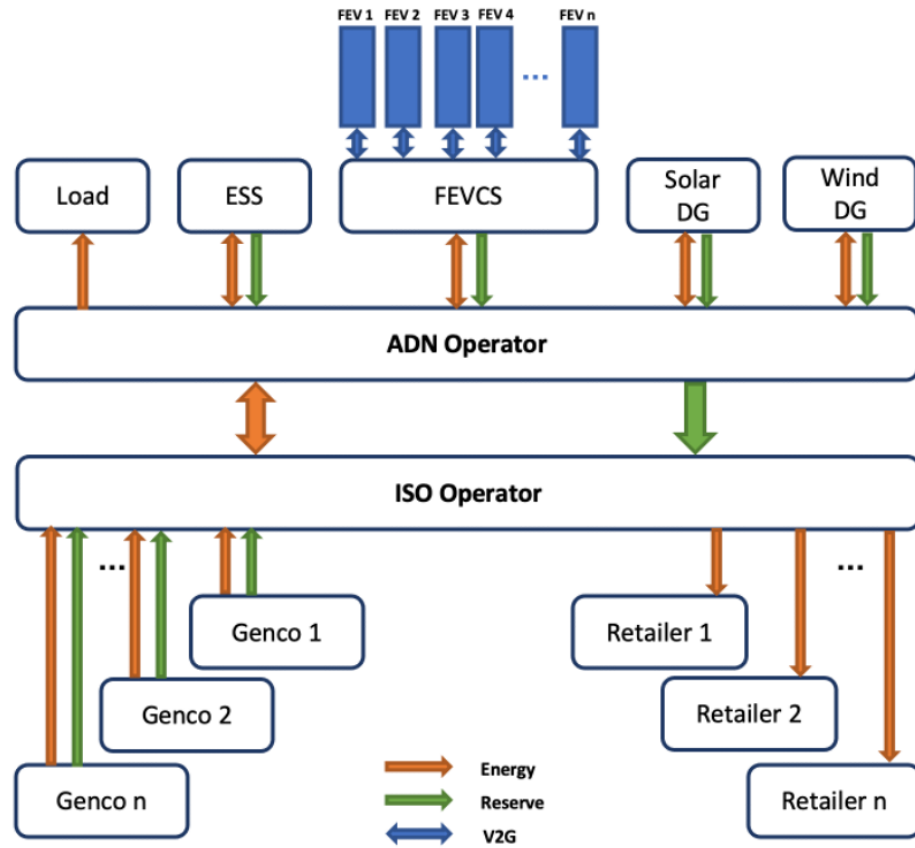 FEV 1
FEV 2
FEV 3
FEV 4
FEV n
...
Load
ESS
FEVCS
Solar
DG
Wind
DG
ADN Operator
ISO Operator
...
...
Genco 1
Retailer 1
Genco 2
Retailer 2
Genco n
Retailer n
Energy
Reserve
V2G